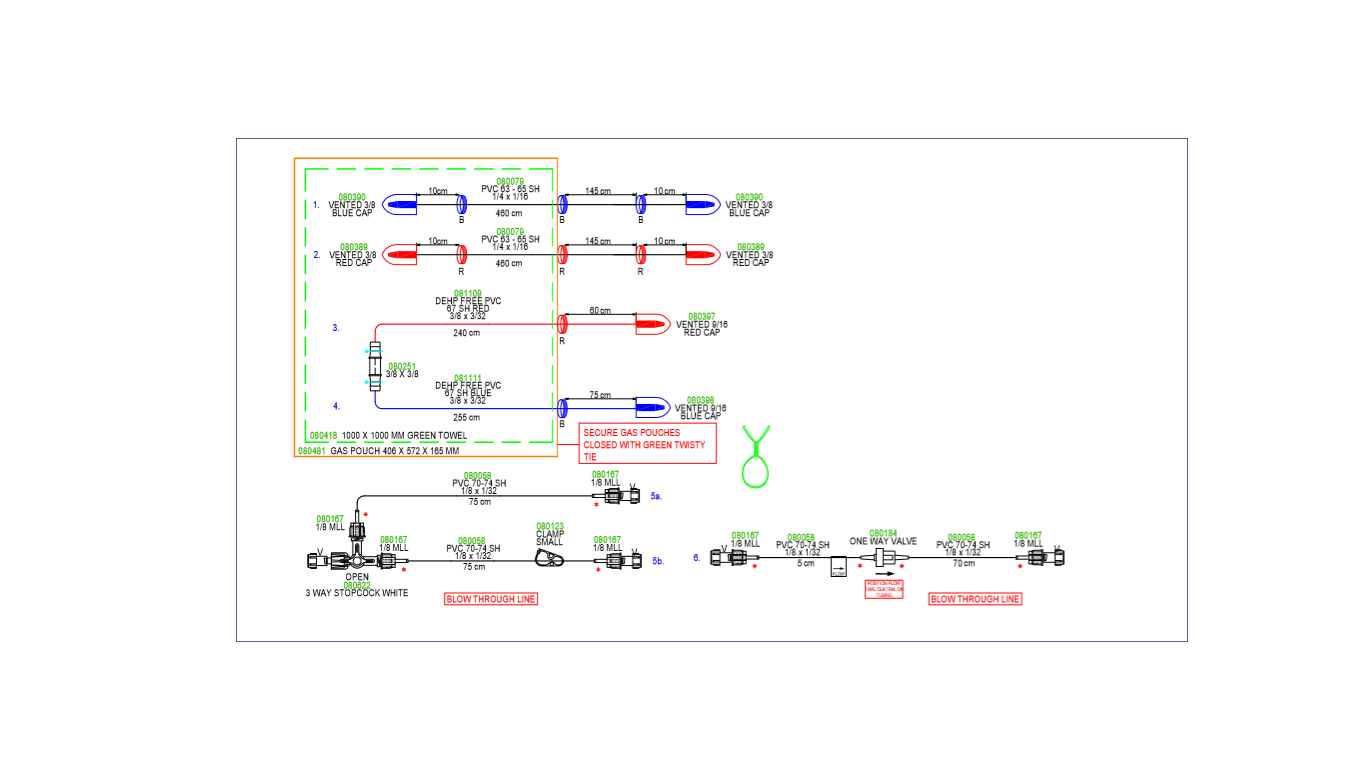 1.
080390
VENTED 3/8
BLUE CAP
10cm
B
080079
PVC 63 - 65 SH
1/4 x 1/16
460 cm
B
145 cm
B
10 cm
080390
VENTED 3/8
BLUE CAP
2.
080389
VENTED 3/8
RED CAP
10cm
R
080079
PVC 63 - 65 SH
1/4 x 1/16
460 cm
R
145 cm
R
10 cm
080389
VENTED 3/8
RED CAP
3.
081109
DEHP FREE PVC
67 SH RED
3/8 x 3/32
240 cm
R
60 cm
080397
VENTED 9/16
RED CAP
080251
3/8 X 3/8
4.
081111
DEHP FREE PVC
67 SH BLUE
3/8 x 3/32
255 cm
B
75 cm
080398
VENTED 9/16
BLUE CAP
080418 1000 X 1000 MM GREEN TOWEL
080481 GAS POUCH 406 X 572 X 165 MM
SECURE GAS POUCHES
CLOSED WITH GREEN TWISTY
TIE
080058
PVC 70-74 SH
1/8 x 1/32
75 cm
080167
1/8 MLL
V
*
5a.
080167
1/8 MLL
*
V
080167
1/8 MLL
*
OPEN
080622
3 WAY STOPCOCK WHITE
080058
PVC 70-74 SH
1/8 x 1/32
75 cm
080123
CLAMP
SMALL
080167
1/8 MLL
V
*
5b.
BLOW THROUGH LINE
6.
V
080167
1/8 MLL
*
080058
PVC 70-74 SH
1/8 x 1/32
5 cm
080184
ONE WAY VALVE
*
*
080058
PVC 70-74 SH
1/8 x 1/32
70 cm
080167
1/8 MLL
V
*
BLOW THROUGH LINE